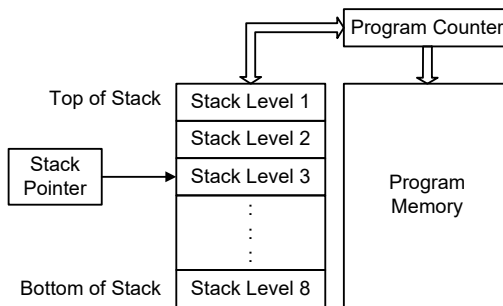 Program Counter
Top of Stack
Stack Level 1
Stack Level 2
Stack
Pointer
Stack Level 3
Program
Memory
:
:
:
Bottom of Stack
Stack Level 8